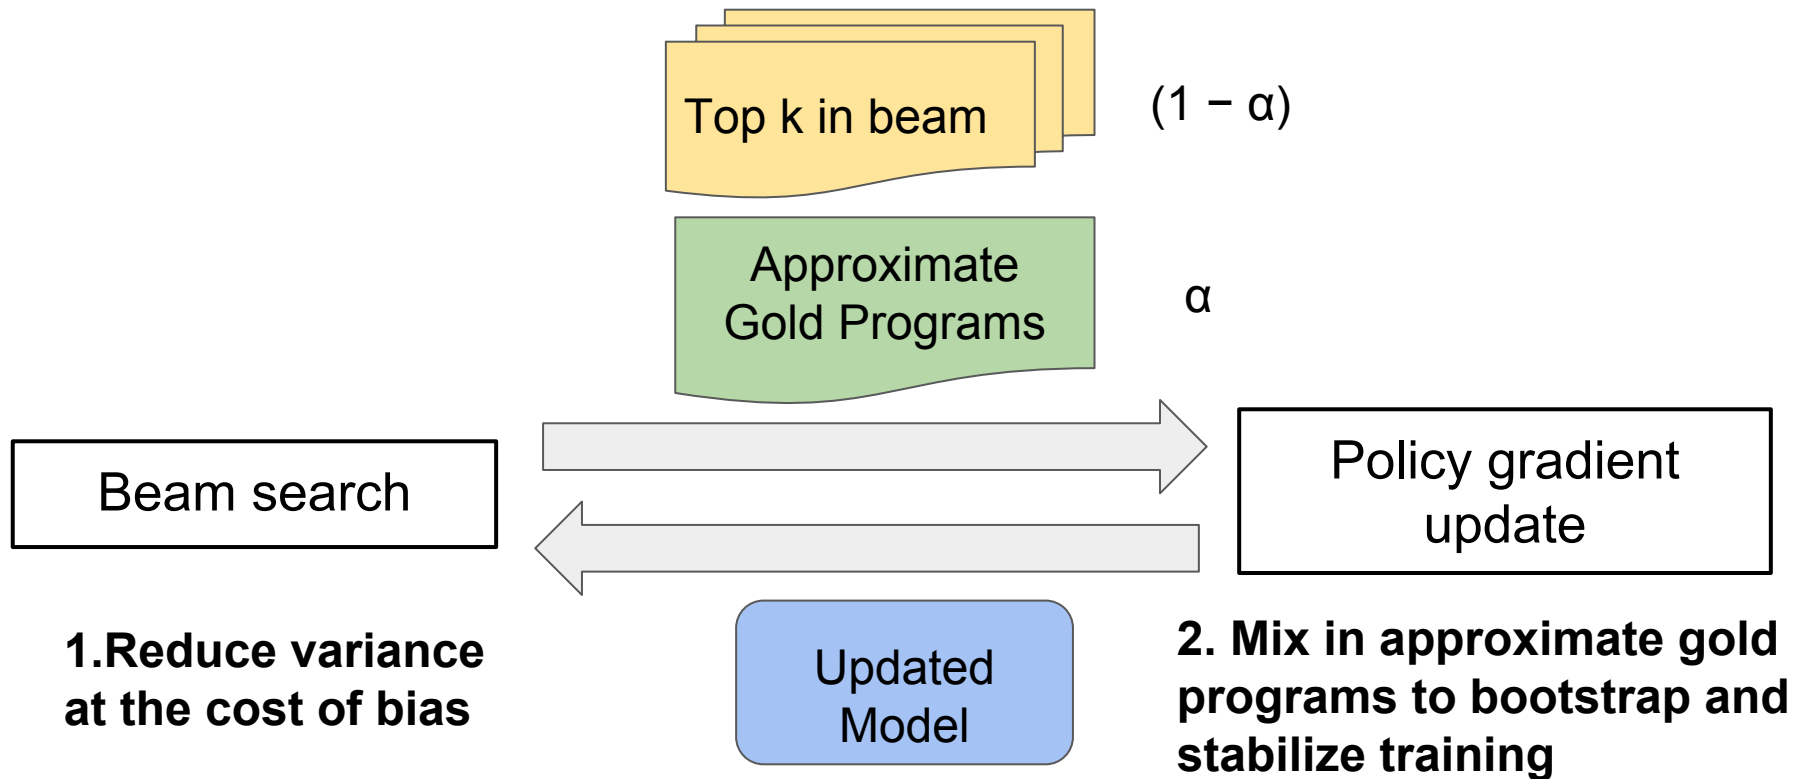 Top k in beam
(1 − α)
Approximate
Gold Programs
α
Beam search
Policy gradient
update
1.Reduce variance
at the cost of bias
Updated
Model
2. Mix in approximate gold
programs to bootstrap and
stabilize training